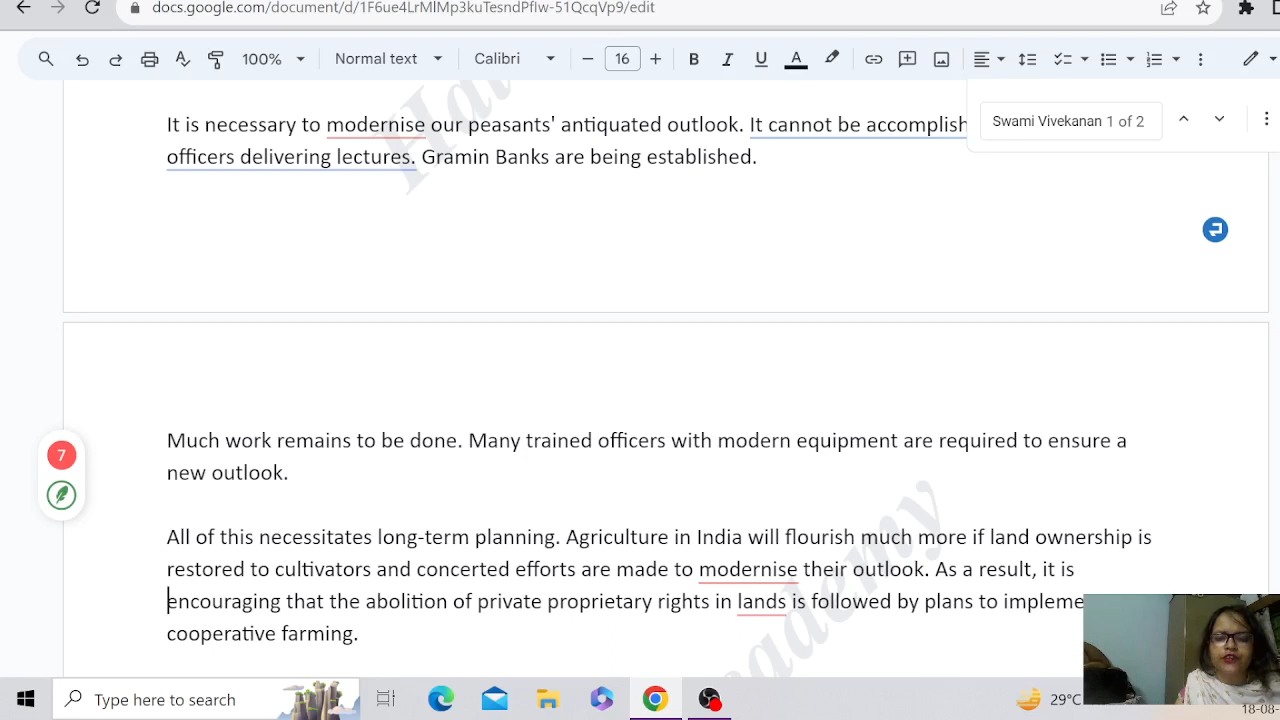 docs.google.com/document/d/1F6ue4LrMlMp3kuTesndPflw-51QcqVp9/edit
100% Normal text Calibri 16 B I U A
Swami Vivekanan 1 of 2
It is necessary to modernise our peasants' antiquated outlook. It cannot be accomplish
officers delivering lectures. Gramin Banks are being established.
7
Much work remains to be done. Many trained officers with modern equipment are required to ensure a
new outlook.
All of this necessitates long-term planning. Agriculture in India will flourish much more if land ownership is
restored to cultivators and concerted efforts are made to modernise their outlook. As a result, it is
encouraging that the abolition of private proprietary rights in lands is followed by plans to impleme
cooperative farming.
Type here to search
29°C
18-08-